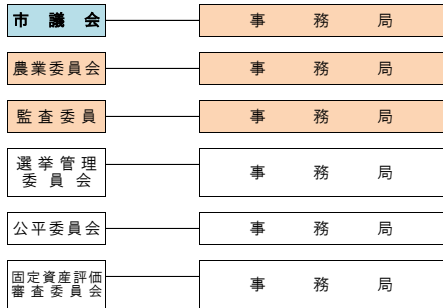 市議会 事務局
農業委員会 事務局
監査委員 事務局
選挙管理
委員会 事務局
公平委員会 事務局
固定資産評価
審査委員会 事務局